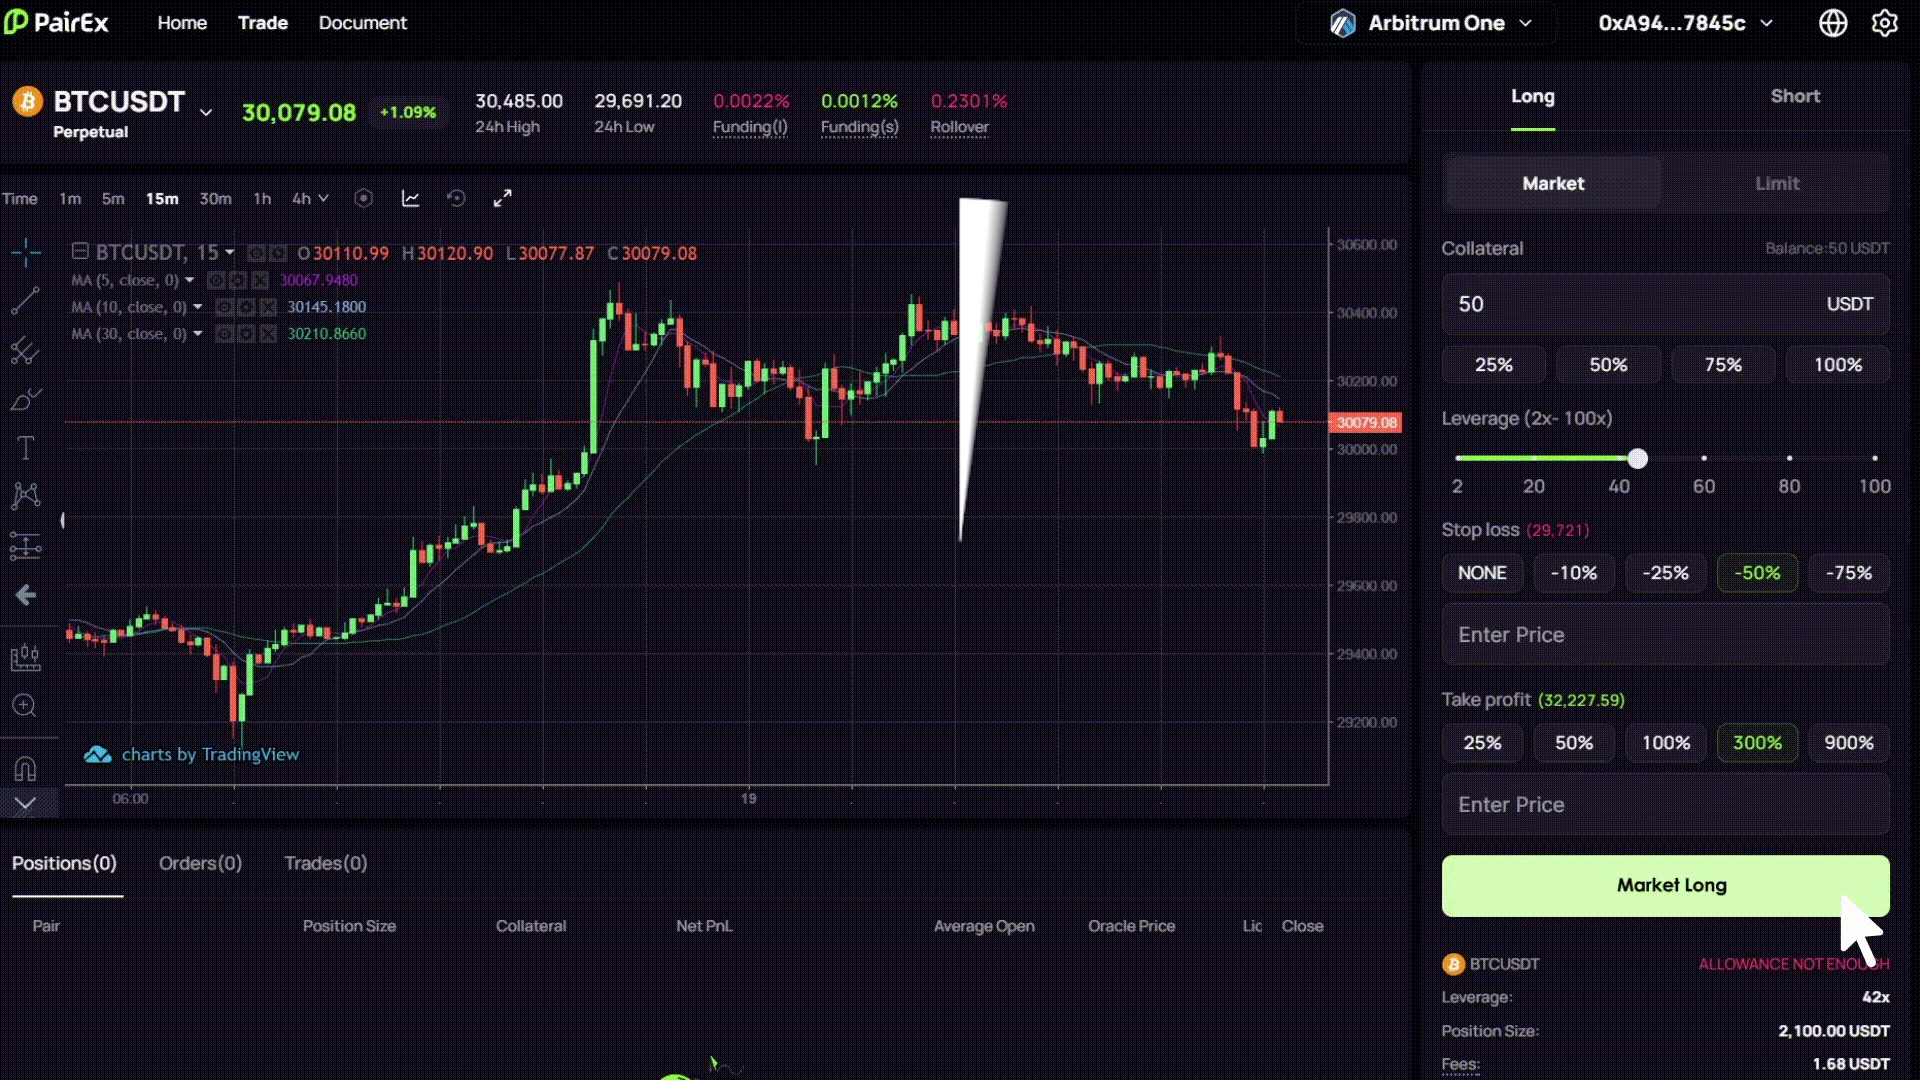 PairEx Home Trade Document Arbitrum One 0xA94...7845c
BTCUSDT 30,079.08 +1.09% 30,485.00 29,691.20 0.0022% 0.0012% 0.2301%
Perpetual 24h High 24h Low Funding(l) Funding(s) Rollover
Time 1m 5m 15m 30m 1h 4h
BTCUSDT, 15 O30110.99 H30120.90 L30077.87 C30079.08
MA (5, close, 0) 30067.9480
MA (10, close, 0) 30145.1800
MA (30, close, 0) 30210.8660
30600.00
30400.00
30200.00
30079.08
30000.00
29800.00
29600.00
29400.00
29200.00
charts by TradingView
06:00 19
Long Short
Market Limit
Collateral Balance:50 USDT
50 USDT
25% 50% 75% 100%
Leverage (2x- 100x)
2 20 40 60 80 100
Stop loss (29,721)
NONE -10% -25% -50% -75%
Enter Price
Take profit (32,227.59)
25% 50% 100% 300% 900%
Enter Price
Market Long
BTCUSDT ALLOWANCE NOT ENOUGH
Leverage: 42x
Position Size: 2,100.00 USDT
Fees: 1.68 USDT
Positions(0) Orders(0) Trades(0)
Pair Position Size Collateral Net PnL Average Open Oracle Price Lic Close